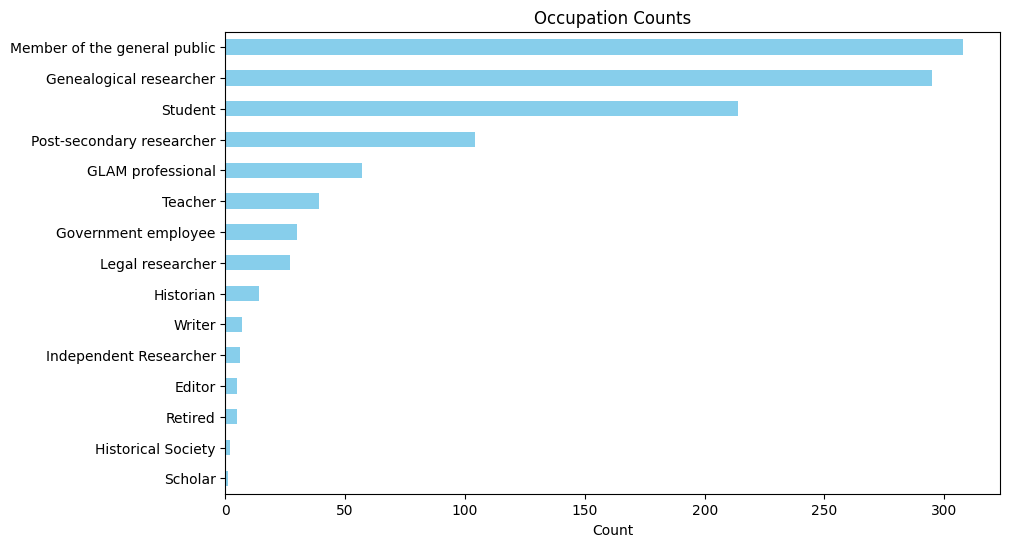 Occupation Counts
Member of the general public
Genealogical researcher
Student
Post-secondary researcher
GLAM professional
Teacher
Government employee
Legal researcher
Historian
Writer
Independent Researcher
Editor
Retired
Historical Society
Scholar
0 50 100 150 200 250 300
Count